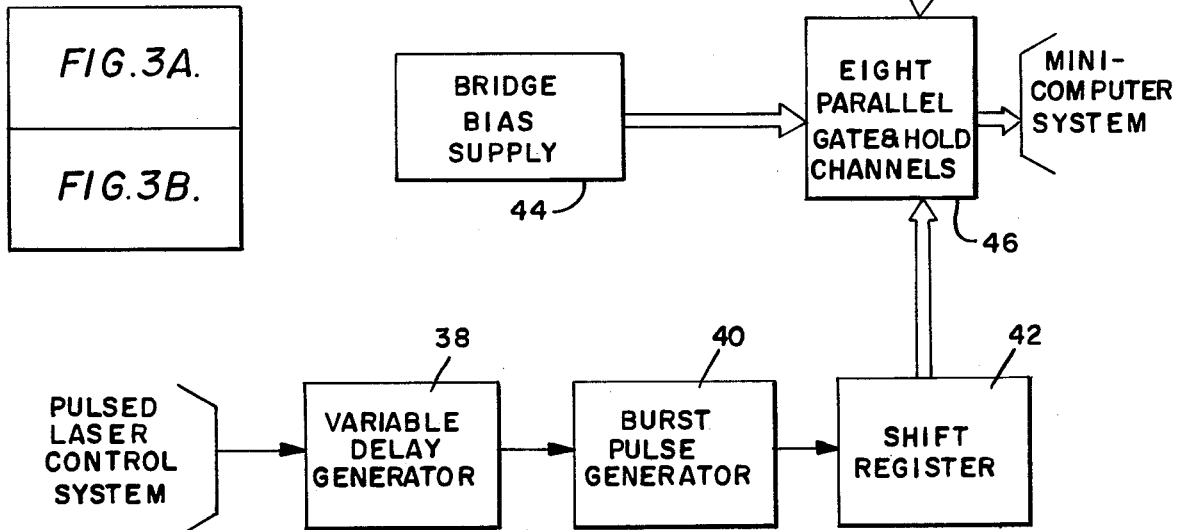 FIG.3A.
FIG.3B.
BRIDGE
BIAS
SUPPLY
44
EIGHT
PARALLEL
GATE&HOLD
CHANNELS
46
MINI-
COMPUTER
SYSTEM
PULSED
LASER
CONTROL
SYSTEM
38
VARIABLE
DELAY
GENERATOR
40
BURST
PULSE
GENERATOR
42
SHIFT
REGISTER